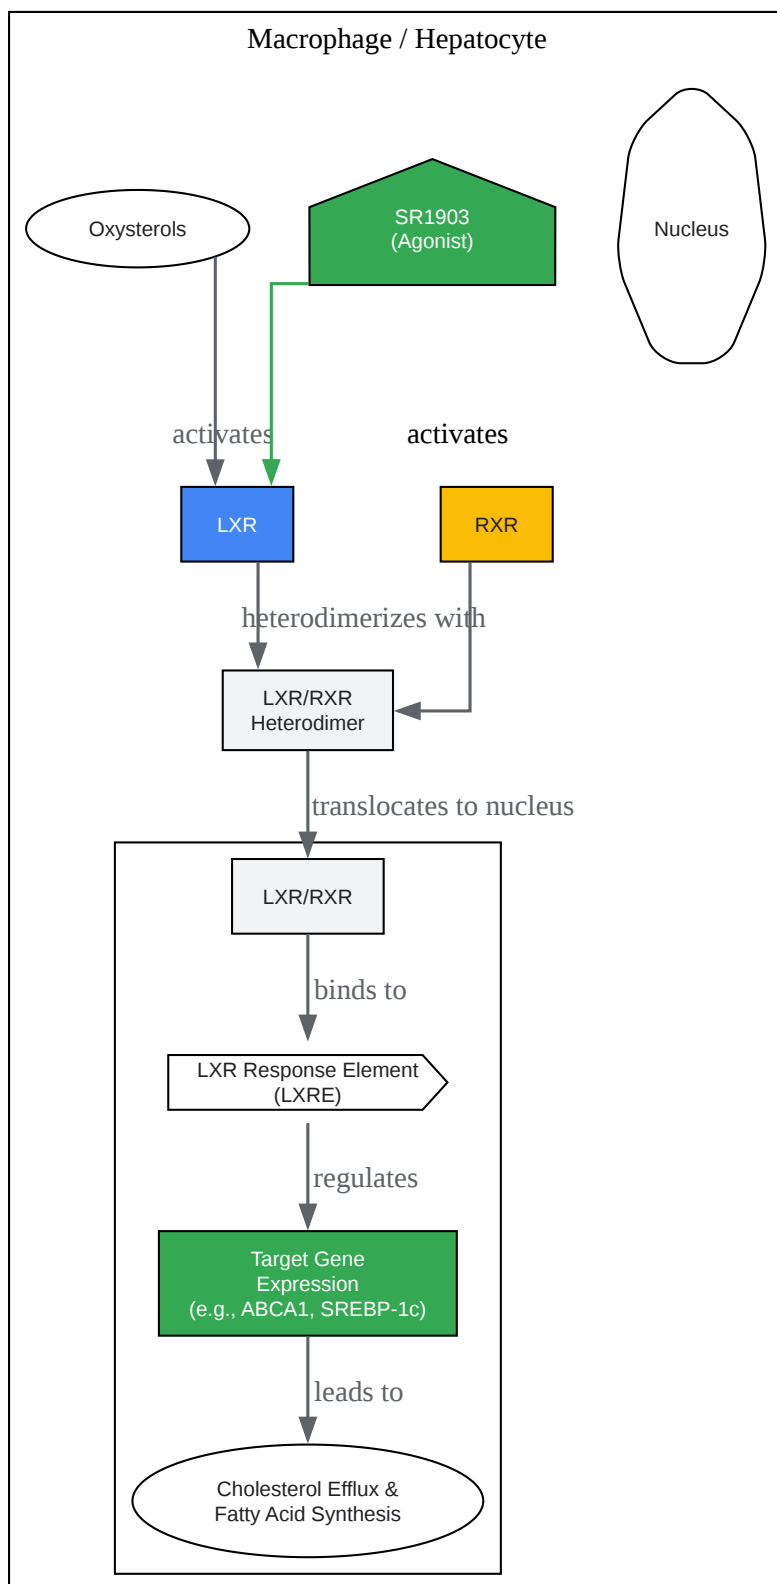 Macrophage / Hepatocyte
Oxysterols
SR1903
(Agonist)
Nucleus
activates
activates
LXR
RXR
heterodimerizes with
LXR/RXR
Heterodimer
translocates to nucleus
LXR/RXR
binds to
LXR Response Element
(LXRE)
regulates
Target Gene
Expression
(e.g., ABCA1, SREBP-1c)
leads to
Cholesterol Efflux &
Fatty Acid Synthesis